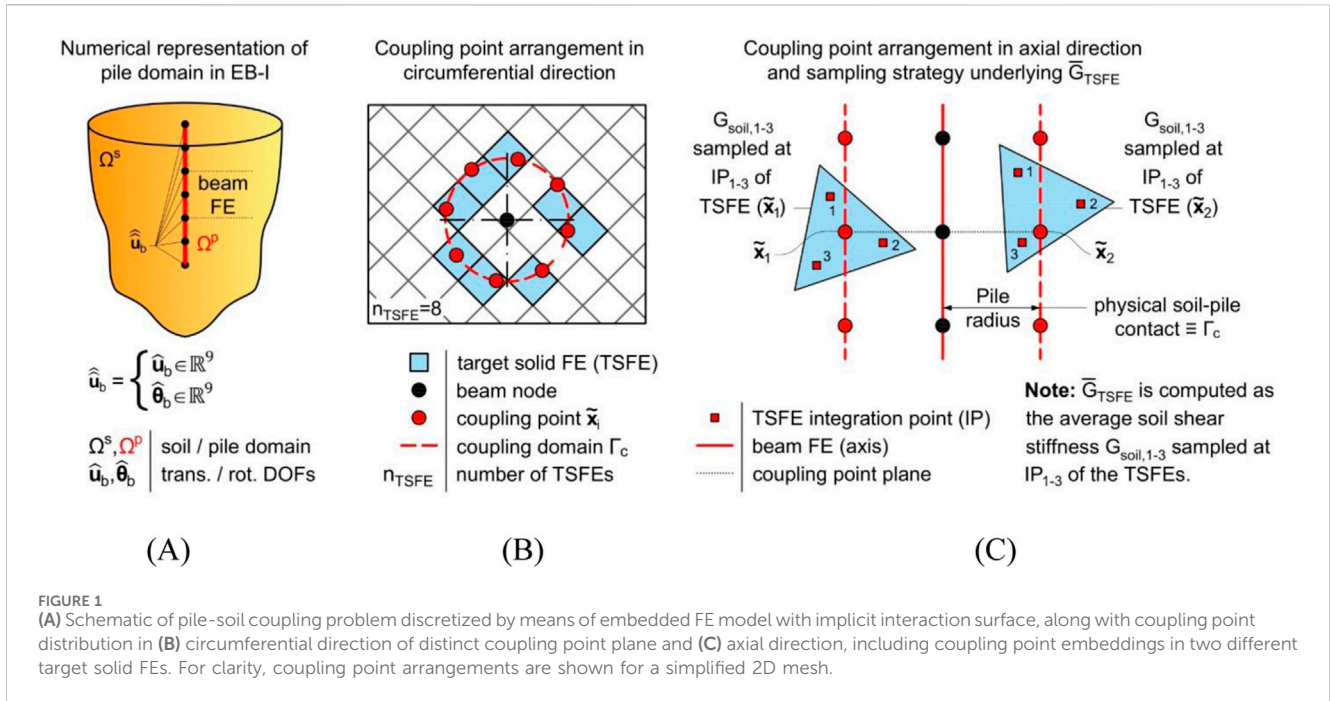 Numerical representation of
pile domain in EB-I
Ω^s
beam
FE
û̂_b
Ω^p
û̂_b = { û_b ∈ ℝ^9
θ̂_b ∈ ℝ^9
Ω^s, Ω^p | soil / pile domain
û_b, θ̂_b | trans. / rot. DOFs
(A)
Coupling point arrangement in
circumferential direction
n_TSFE=8
target solid FE (TSFE)
beam node
coupling point x̃_i
coupling domain Γ_c
n_TSFE | number of TSFEs
(B)
Coupling point arrangement in axial direction
and sampling strategy underlying G̅_TSFE
G_soil,1-3
sampled at
IP_1-3 of
TSFE (x̃_1)
x̃_1
1
2
3
1
2
3
G_soil,1-3
sampled at
IP_1-3 of
TSFE (x̃_2)
x̃_2
Pile
radius
physical soil-pile
contact ≡ Γ_c
TSFE integration point (IP)
beam FE (axis)
coupling point plane
Note: G̅_TSFE is computed as
the average soil shear
stiffness G_soil,1-3 sampled at
IP_1-3 of the TSFEs.
(C)
FIGURE 1
(A) Schematic of pile-soil coupling problem discretized by means of embedded FE model with implicit interaction surface, along with coupling point
distribution in (B) circumferential direction of distinct coupling point plane and (C) axial direction, including coupling point embeddings in two different
target solid FEs. For clarity, coupling point arrangements are shown for a simplified 2D mesh.